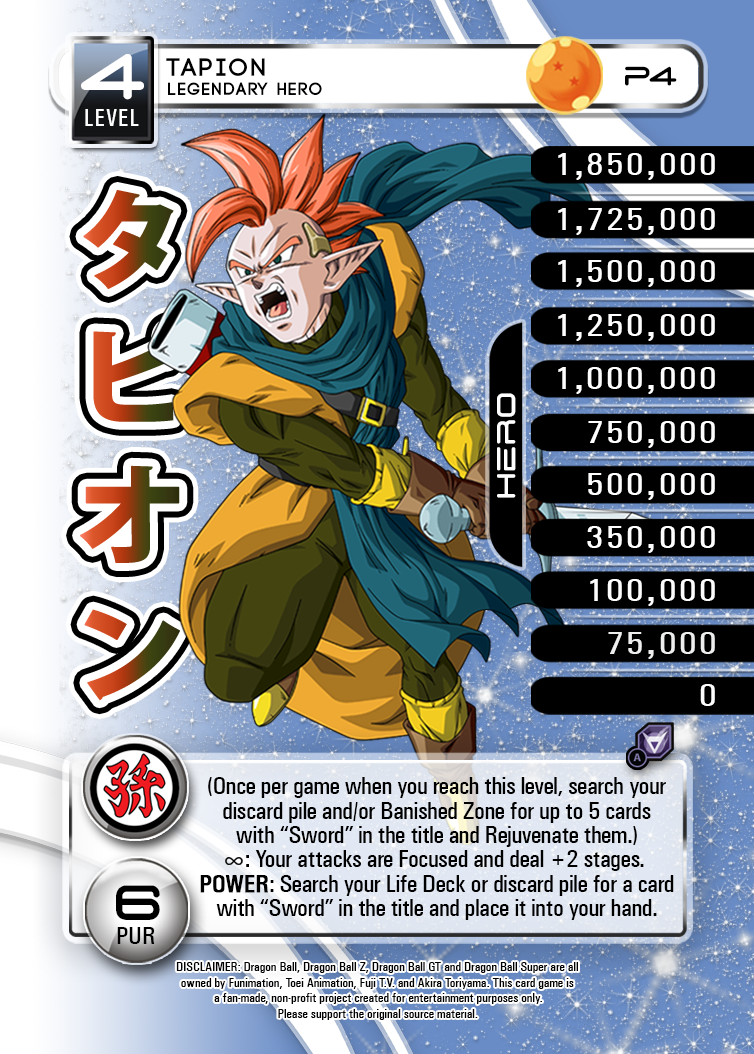 4
LEVEL
TAPION
LEGENDARY HERO
P4
タピオン
HERO
1,850,000
1,725,000
1,500,000
1,250,000
1,000,000
750,000
500,000
350,000
100,000
75,000
0
A
孫
6
PUR
(Once per game when you reach this level, search your
discard pile and/or Banished Zone for up to 5 cards
with “Sword” in the title and Rejuvenate them.)
∞: Your attacks are Focused and deal +2 stages.
POWER: Search your Life Deck or discard pile for a card
with “Sword” in the title and place it into your hand.
DISCLAIMER: Dragon Ball, Dragon Ball Z, Dragon Ball GT and Dragon Ball Super are all
owned by Funimation, Toei Animation, Fuji T.V. and Akira Toriyama. This card game is
a fan-made, non-profit project created for entertainment purposes only.
Please support the original source material.